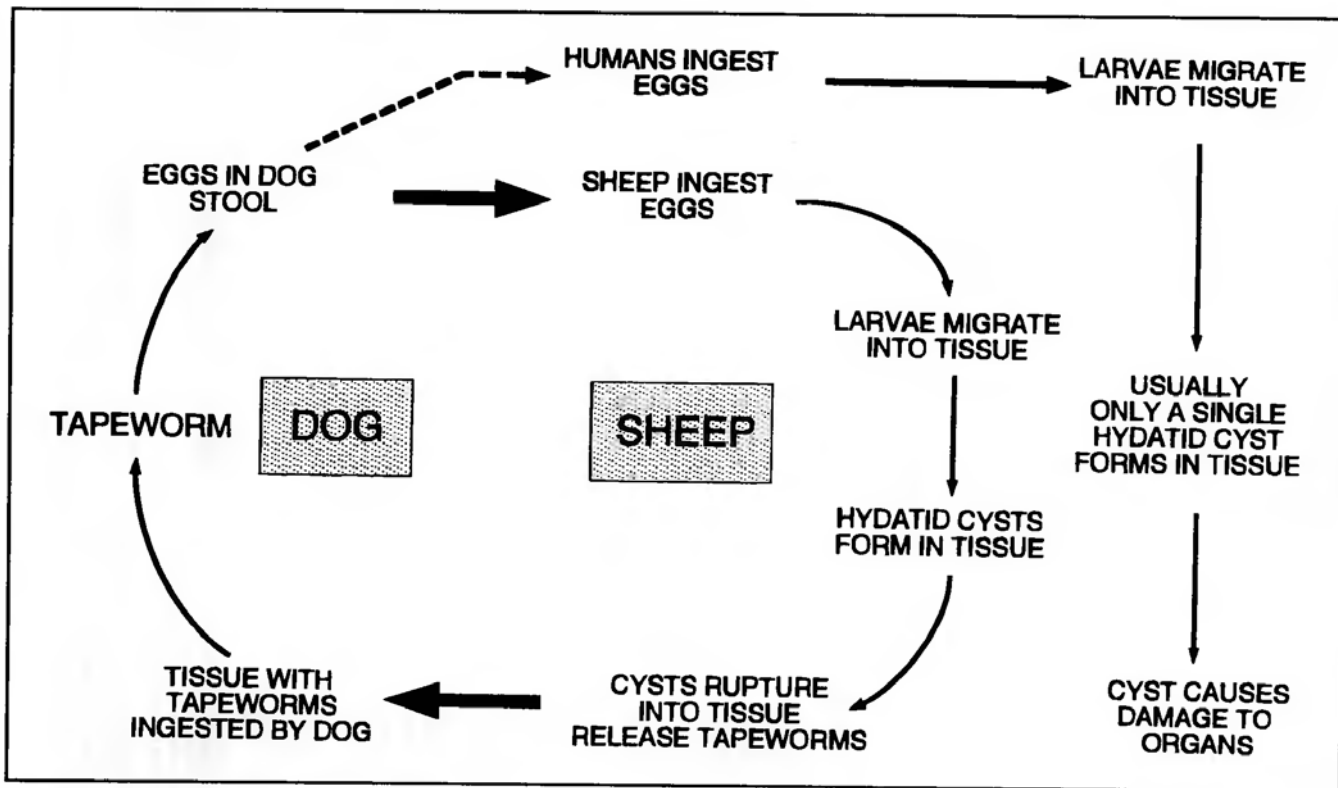 HUMANS INGEST
EGGS
LARVAE MIGRATE
INTO TISSUE
EGGS IN DOG
STOOL
SHEEP INGEST
EGGS
LARVAE MIGRATE
INTO TISSUE
USUALLY
ONLY A SINGLE
HYDATID CYST
FORMS IN TISSUE
TAPEWORM
DOG
SHEEP
HYDATID CYSTS
FORM IN TISSUE
TISSUE WITH
TAPEWORMS
INGESTED BY DOG
CYSTS RUPTURE
INTO TISSUE
RELEASE TAPEWORMS
CYST CAUSES
DAMAGE TO
ORGANS